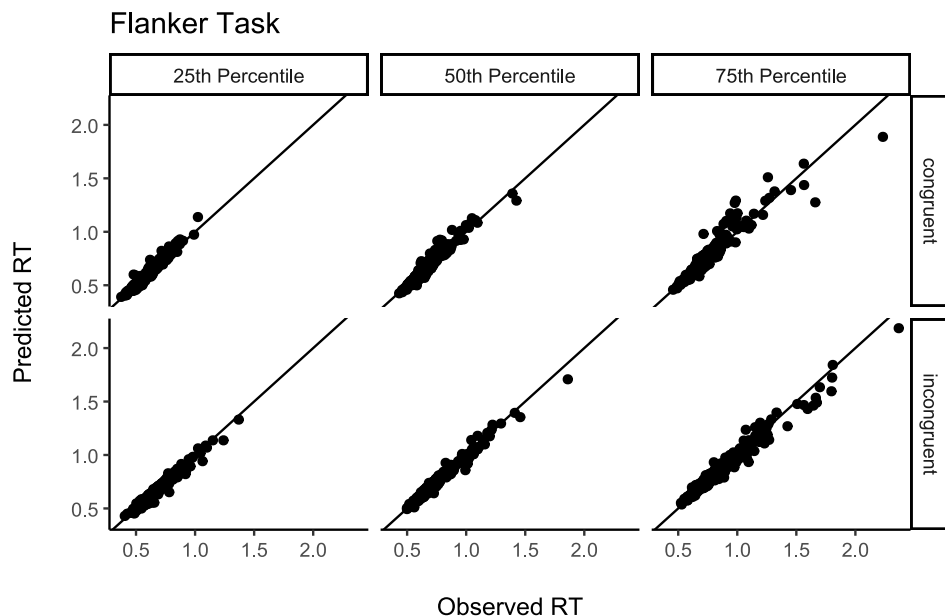 Flanker Task
25th Percentile 50th Percentile 75th Percentile
2.0
1.5
1.0
0.5
congruent
Predicted RT
2.0
1.5
1.0
0.5
incongruent
0.5 1.0 1.5 2.0 0.5 1.0 1.5 2.0 0.5 1.0 1.5 2.0
Observed RT